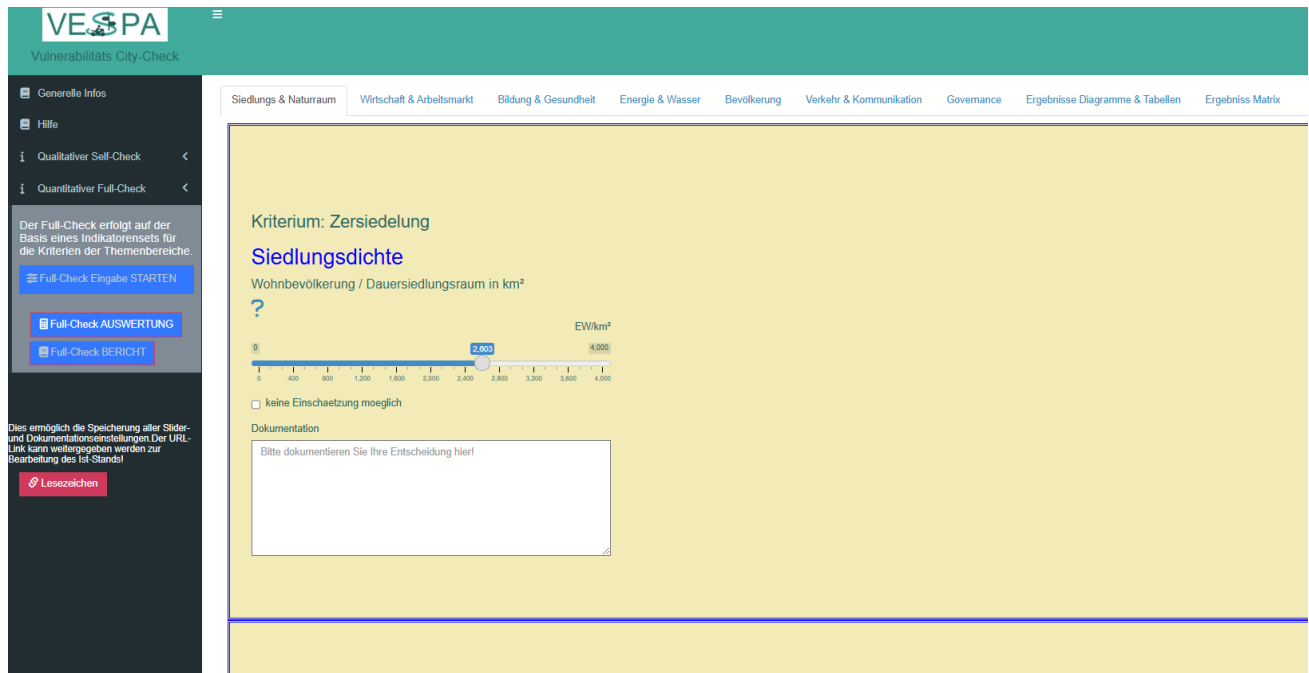 VESPA
Vulnerabilitäts City-Check
Generelle Infos
Hilfe
Qualitativer Self-Check
Quantitativer Full-Check
Der Full-Check erfolgt auf der
Basis eines Indikatorensets für
die Kriterien der Themenbereiche.
Full-Check Eingabe STARTEN
Full-Check AUSWERTUNG
Full-Check BERICHT
Dies ermöglich die Speicherung aller Slider-
und Dokumentationseinstellungen.Der URL-
Link kann weitergegeben werden zur
Bearbeitung des Ist-Stands!
Lesezeichen
Siedlungs & Naturraum Wirtschaft & Arbeitsmarkt Bildung & Gesundheit Energie & Wasser Bevölkerung Verkehr & Kommunikation Governance Ergebnisse Diagramme & Tabellen Ergebniss Matrix
Kriterium: Zersiedelung
Siedlungsdichte
Wohnbevölkerung / Dauersiedlungsraum in km²
?
EW/km²
0 2,603 4,000
0 400 800 1,200 1,600 2,000 2,400 2,800 3,200 3,600 4,000
keine Einschaetzung moeglich
Dokumentation
Bitte dokumentieren Sie Ihre Entscheidung hier!